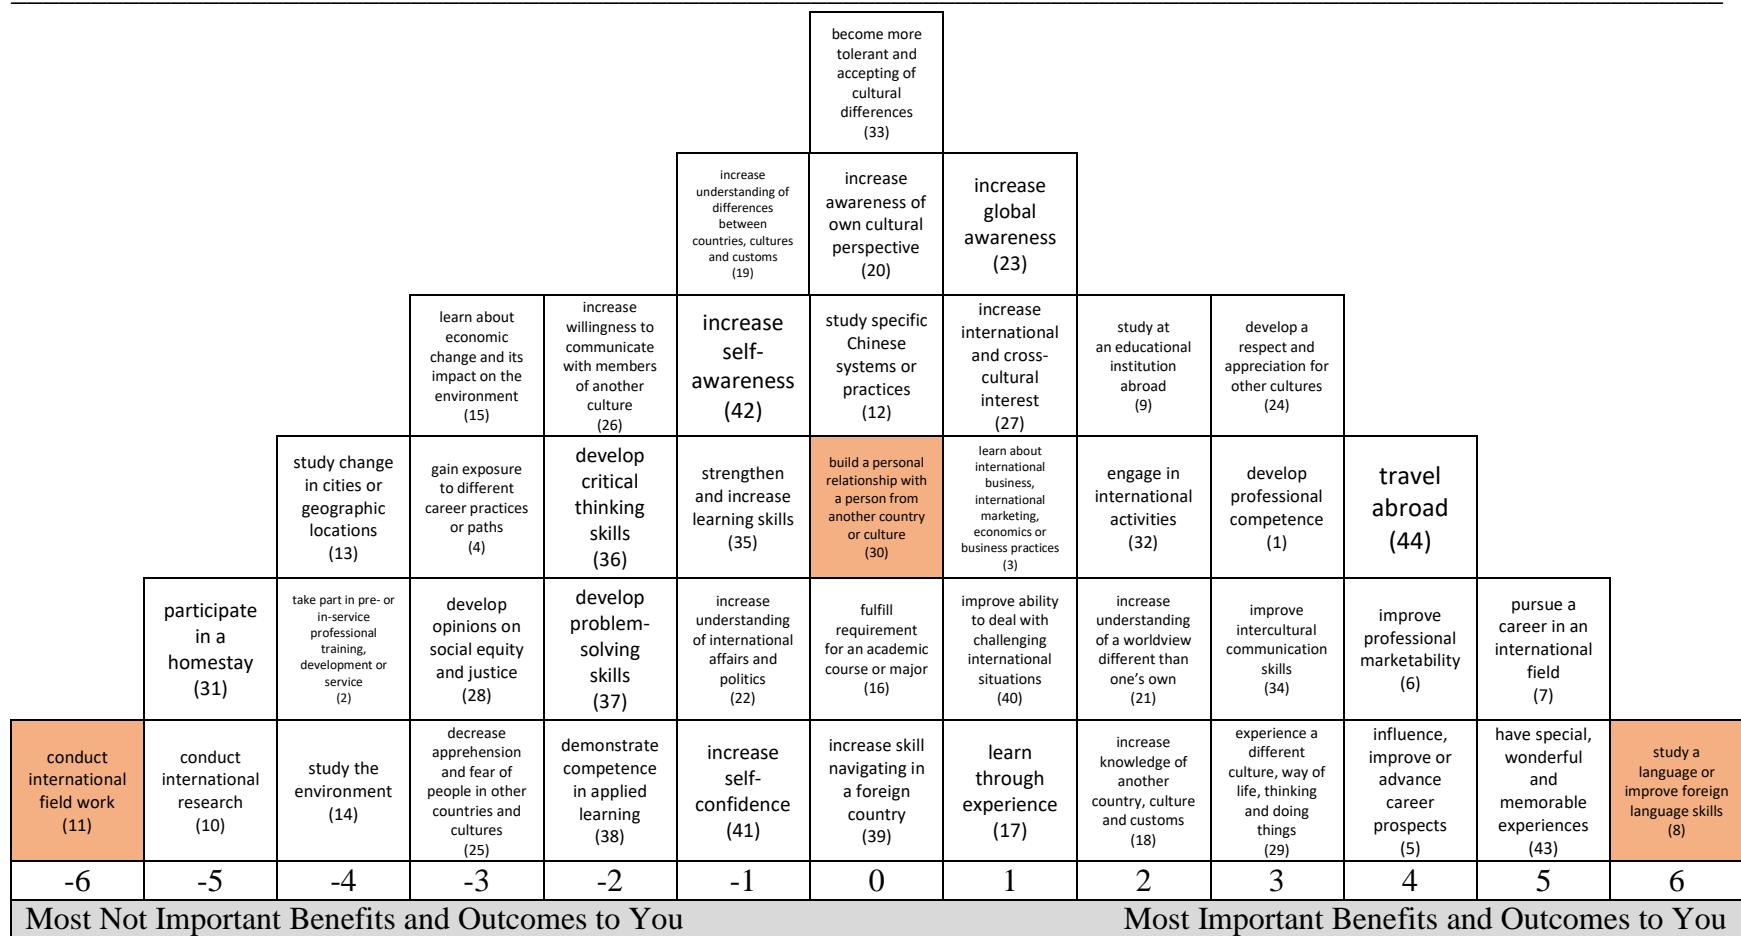 become more
tolerant and
accepting of
cultural
differences
(33)
increase
understanding of
differences
between
countries, cultures
and customs
(19)
increase
awareness of
own cultural
perspective
(20)
increase
global
awareness
(23)
learn about
economic
change and its
impact on the
environment
(15)
increase
willingness to
communicate
with members
of another
culture
(26)
increase
self-
awareness
(42)
study specific
Chinese
systems or
practices
(12)
increase
international
and cross-
cultural
interest
(27)
study at
an educational
institution
abroad
(9)
develop a
respect and
appreciation for
other cultures
(24)
study change
in cities or
geographic
locations
(13)
gain exposure
to different
career practices
or paths
(4)
develop
critical
thinking
skills
(36)
strengthen
and increase
learning skills
(35)
build a personal
relationship with
a person from
another country
or culture
(30)
learn about
international
business,
international
marketing,
economics or
business practices
(3)
engage in
international
activities
(32)
develop
professional
competence
(1)
travel
abroad
(44)
participate
in a
homestay
(31)
take part in pre- or
in-service
professional
training,
development or
service
(2)
develop
opinions on
social equity
and justice
(28)
develop
problem-
solving
skills
(37)
increase
understanding
of international
affairs and
politics
(22)
fulfill
requirement
for an academic
course or major
(16)
improve ability
to deal with
challenging
international
situations
(40)
increase
understanding
of a worldview
different than
one’s own
(21)
improve
intercultural
communication
skills
(34)
improve
professional
marketability
(6)
pursue a
career in an
international
field
(7)
conduct
international
field work
(11)
conduct
international
research
(10)
study the
environment
(14)
decrease
apprehension
and fear of
people in other
countries and
cultures
(25)
demonstrate
competence
in applied
learning
(38)
increase
self-
confidence
(41)
increase skill
navigating in
a foreign
country
(39)
learn
through
experience
(17)
increase
knowledge of
another
country, culture
and customs
(18)
experience a
different
culture, way of
life, thinking
and doing
things
(29)
influence,
improve or
advance
career
prospects
(5)
have special,
wonderful
and
memorable
experiences
(43)
study a
language or
improve foreign
language skills
(8)
-6 -5 -4 -3 -2 -1 0 1 2 3 4 5 6
Most Not Important Benefits and Outcomes to You Most Important Benefits and Outcomes to You